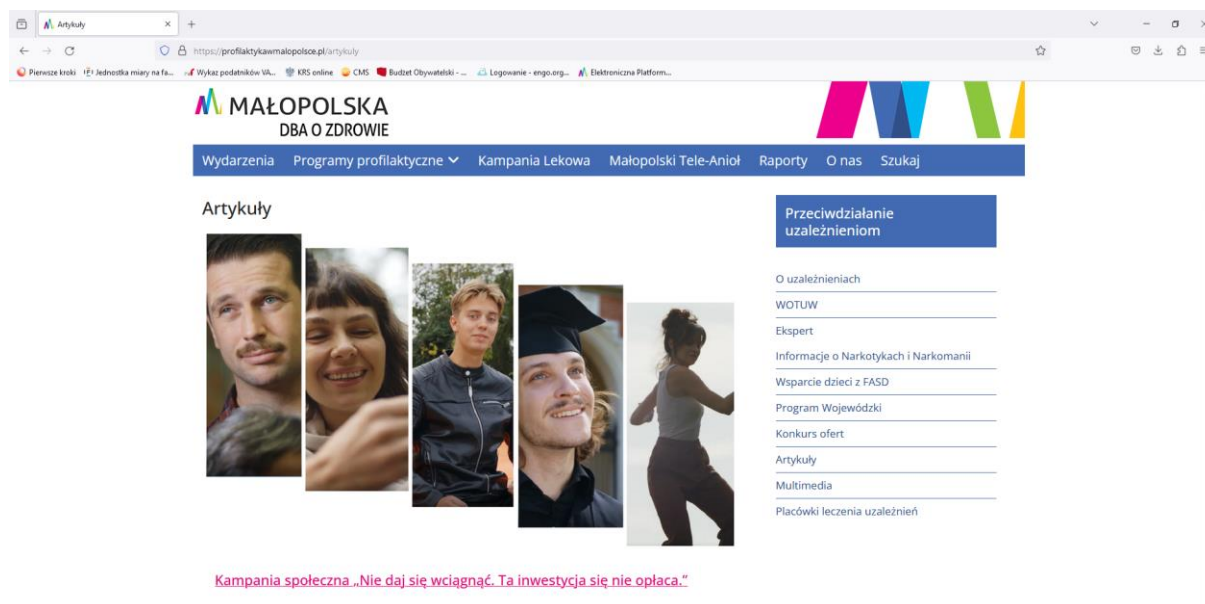 Artykuły
https://profilaktykawmalopolsce.pl/artykuly
Pierwsze kroki Jednostka miary na fa... Wykaz podatników VA... KRS online CMS Budżet Obywatelski - ... Logowanie - engo.org... Elektroniczna Platform...
MAŁOPOLSKA
DBA O ZDROWIE
Wydarzenia Programy profilaktyczne Kampania Lekowa Małopolski Tele-Anioł Raporty O nas Szukaj
Artykuły
Przeciwdziałanie
uzależnieniom
O uzależnieniach
WOTUW
Ekspert
Informacje o Narkotykach i Narkomanii
Wsparcie dzieci z FASD
Program Wojewódzki
Konkurs ofert
Artykuły
Multimedia
Placówki leczenia uzależnień
Kampania społeczna „Nie daj się wciągnąć. Ta inwestycja się nie opłaca.”